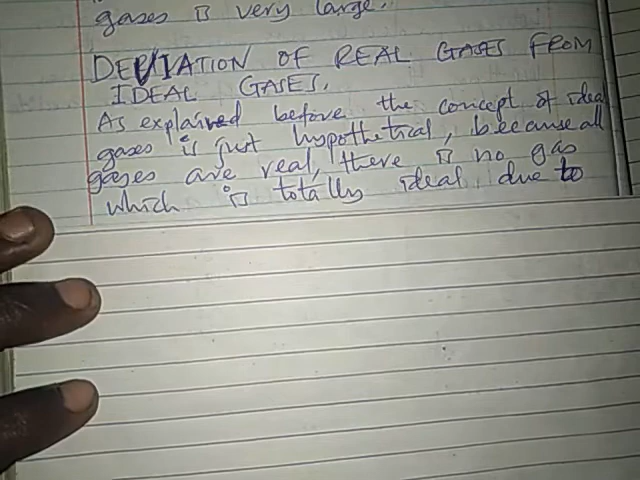 gases is very large.
DEVIATION OF REAL GASES FROM
IDEAL GASES.
As explained before the concept of ideal
gases is just hypothetical, because all
gases are real, there is no gas
which is totally ideal. due to